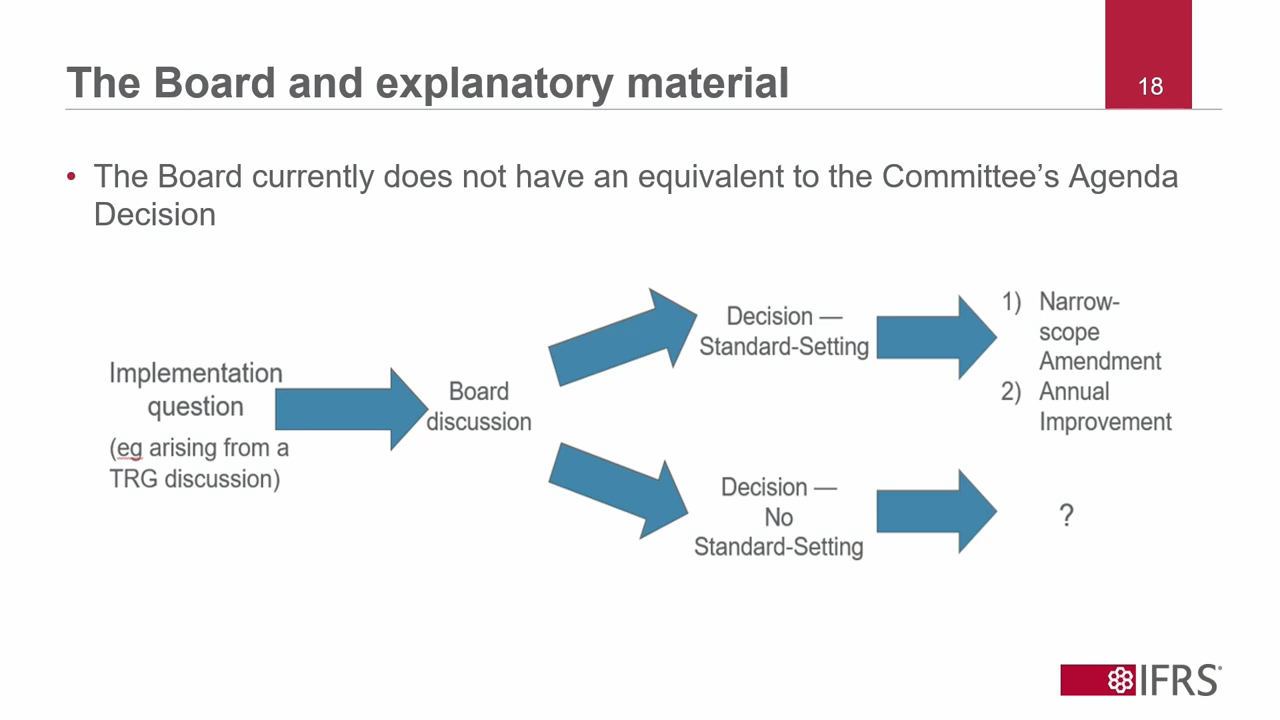 The Board and explanatory material
18
• The Board currently does not have an equivalent to the Committee’s Agenda
Decision
Implementation
question
(eg arising from a
TRG discussion)
Board
discussion
Decision —
Standard-Setting
1) Narrow-
scope
Amendment
2) Annual
Improvement
Decision —
No
Standard-Setting
?
IFRS